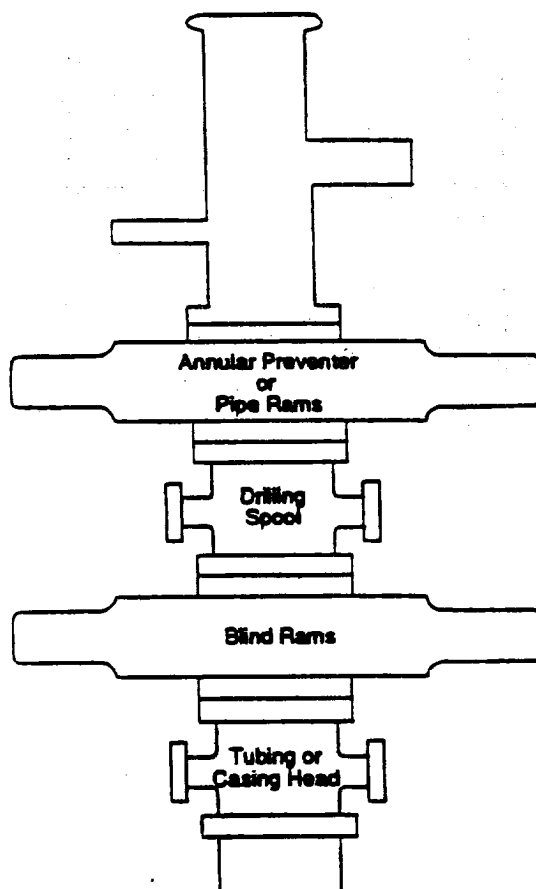 Annular Preventer
or
Pipe Rams
Drilling
Spool
Blind Rams
Tubing or
Casing Head